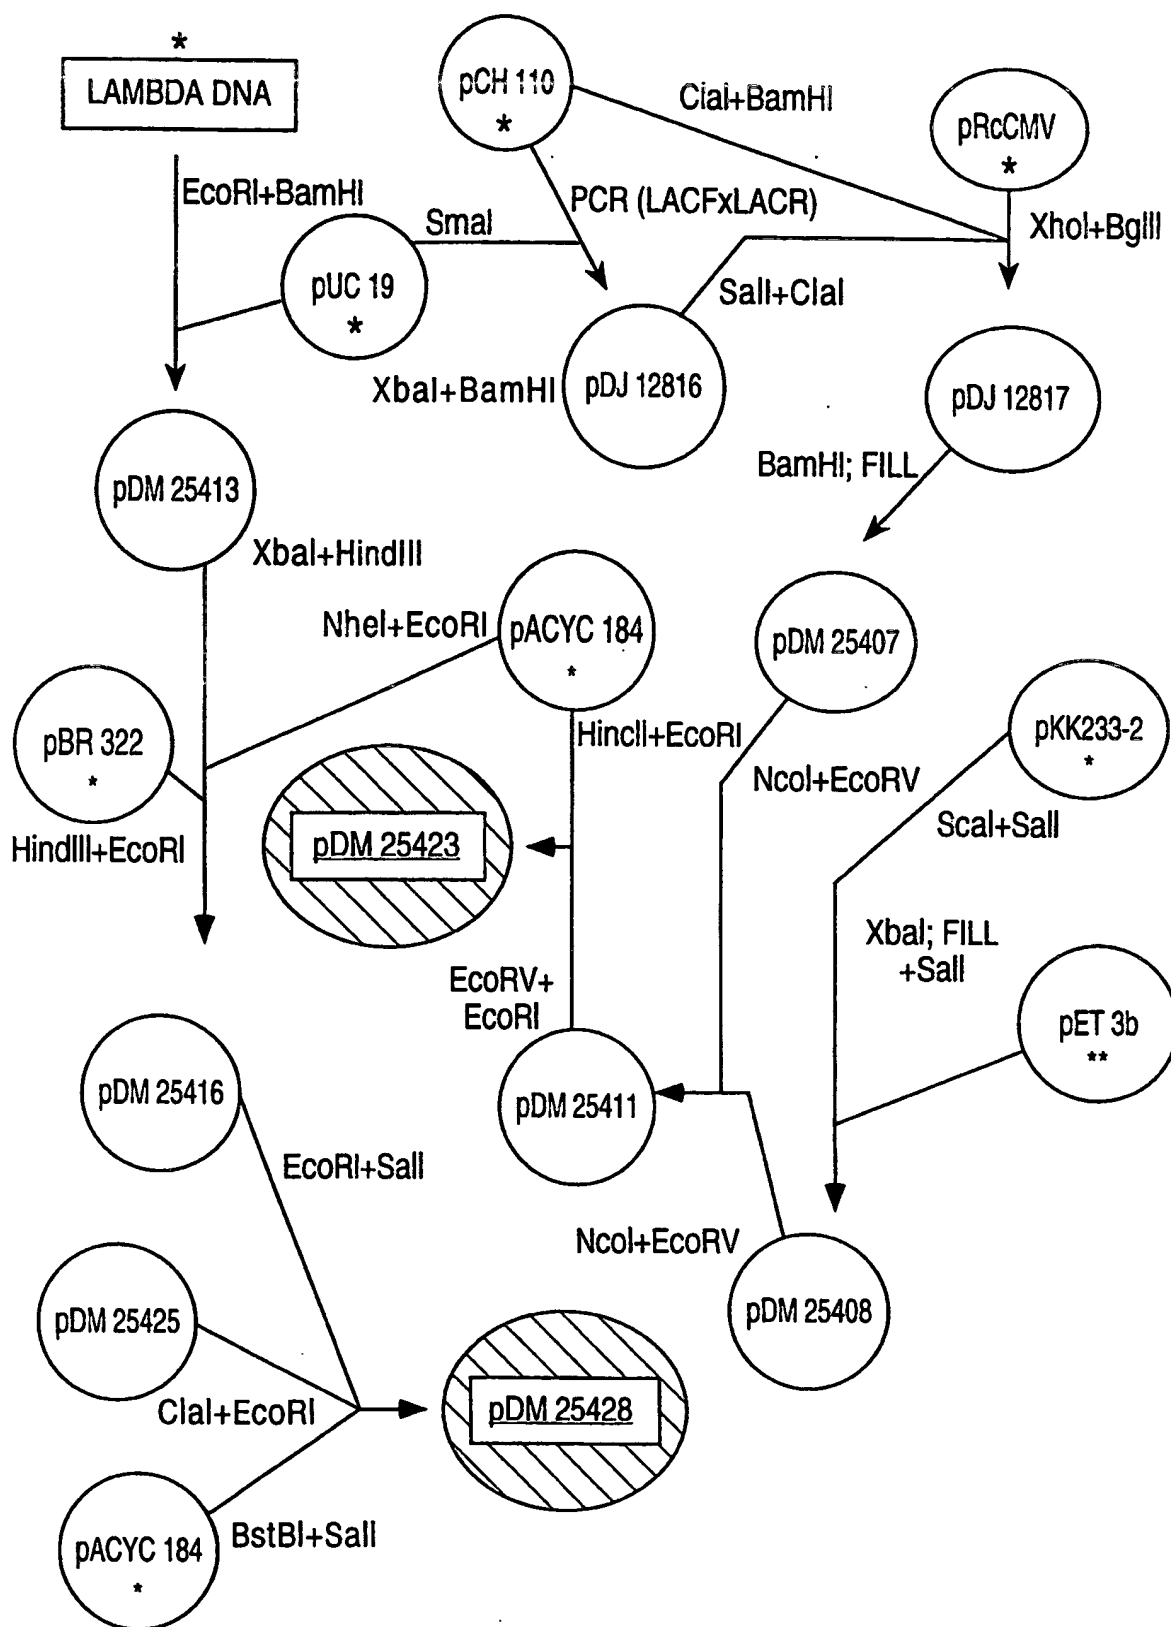 *
LAMBDA DNA
pCH 110
*
ClaI+BamHI
pRcCMV
*
EcoRI+BamHI
SmaI
PCR (LACFxLACR)
XhoI+BglII
pUC 19
*
SalI+ClaI
XbaI+BamHI
pDJ 12816
pDJ 12817
BamHI; FILL
pDM 25413
XbaI+HindIII
NheI+EcoRI
pACYC 184
*
pDM 25407
pBR 322
*
HincII+EcoRI
pKK233-2
*
NcoI+EcoRV
ScaI+SalI
HindIII+EcoRI
pDM 25423
XbaI; FILL
+SalI
EcoRV+
EcoRI
pET 3b
**
pDM 25416
pDM 25411
EcoRI+SalI
NcoI+EcoRV
pDM 25408
pDM 25425
ClaI+EcoRI
pDM 25428
pACYC 184
*
BstBI+SalI